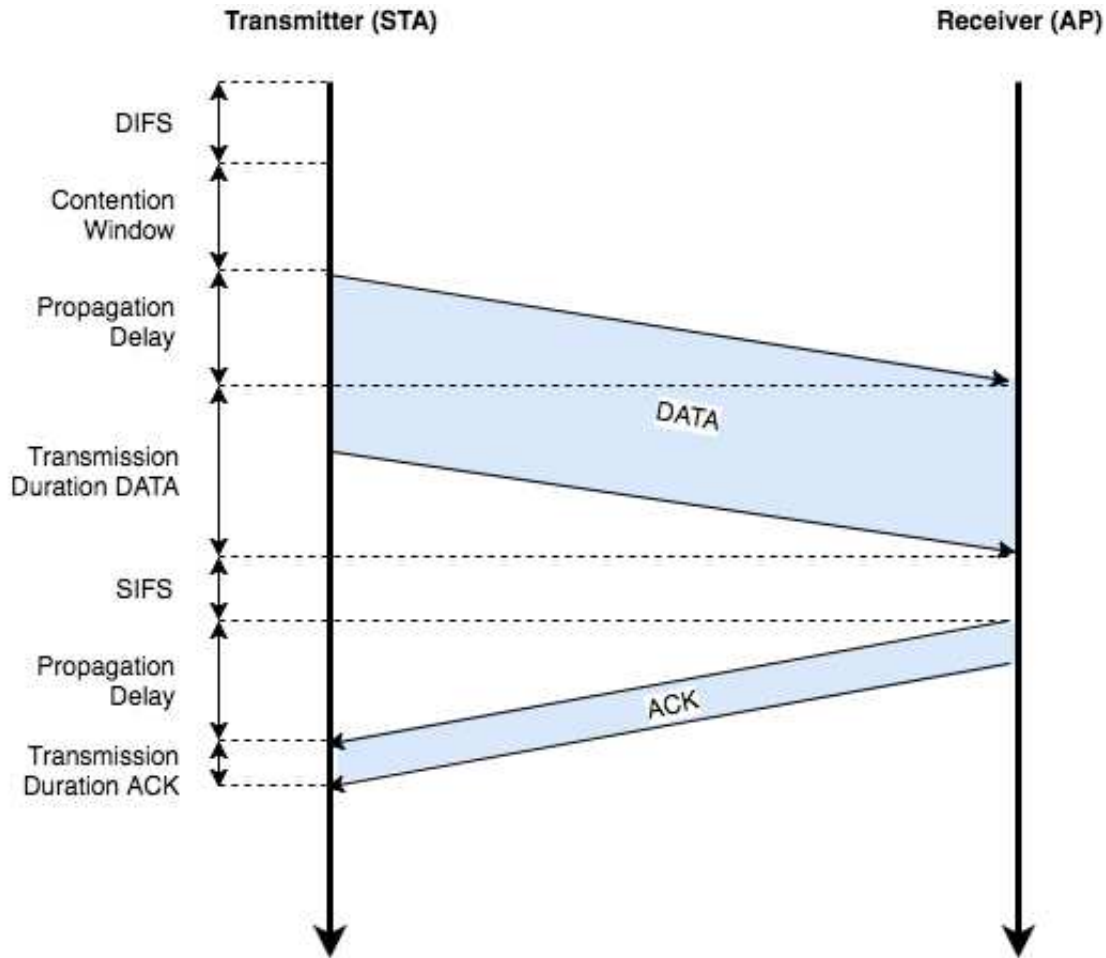 Transmitter (STA)
Receiver (AP)
DIFS
Contention
Window
Propagation
Delay
DATA
Transmission
Duration DATA
SIFS
Propagation
Delay
ACK
Transmission
Duration ACK